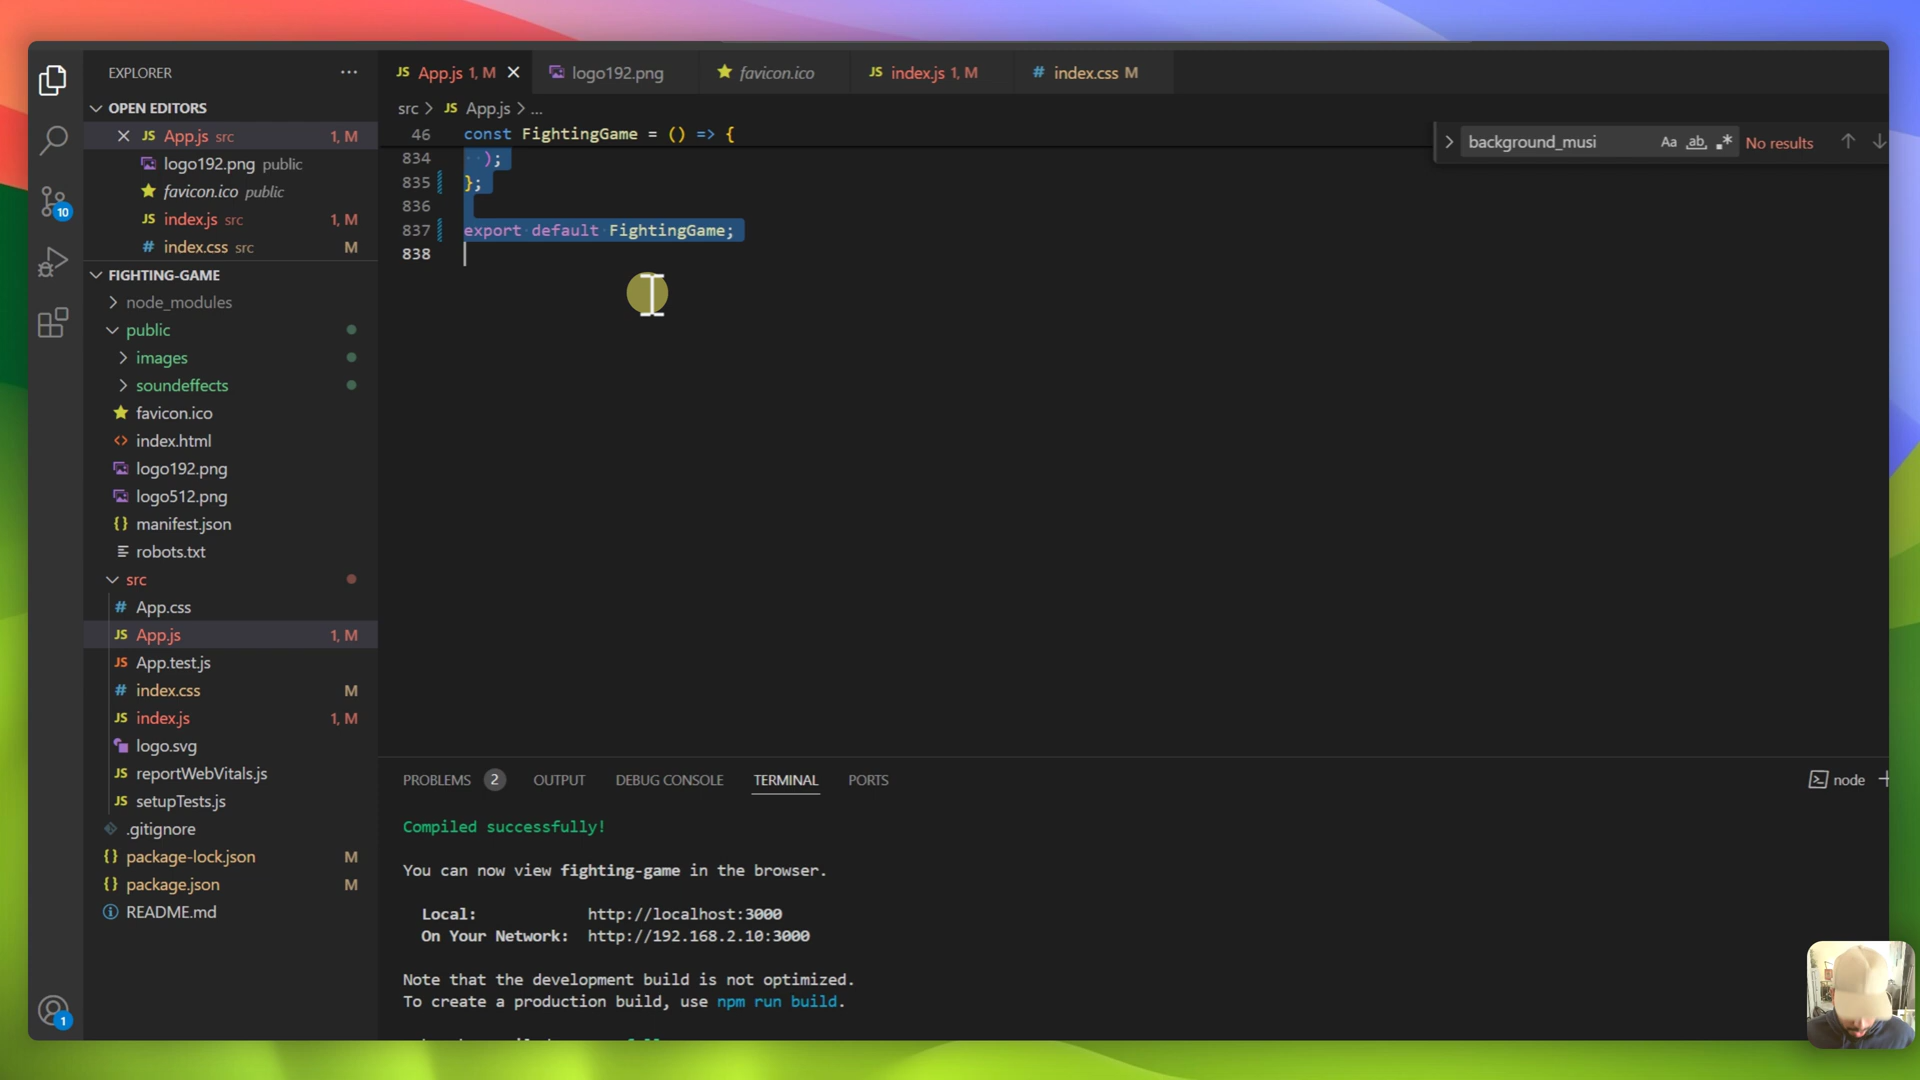 EXPLORER
OPEN EDITORS
App.js src 1, M
logo192.png public
favicon.ico public
index.js src 1, M
index.css src M
FIGHTING-GAME
node_modules
public
images
soundeffects
favicon.ico
index.html
logo192.png
logo512.png
manifest.json
robots.txt
src
App.css
App.js 1, M
App.test.js
index.css M
index.js 1, M
logo.svg
reportWebVitals.js
setupTests.js
.gitignore
package-lock.json M
package.json M
README.md
10
1
JS App.js 1, M
logo192.png
favicon.ico
JS index.js 1, M
# index.css M
src > JS App.js > ...
46 const FightingGame = () => {
834 );
835 };
836
837 export default FightingGame;
838
background_musi Aa ab No results
PROBLEMS 2 OUTPUT DEBUG CONSOLE TERMINAL PORTS
node
Compiled successfully!
You can now view fighting-game in the browser.
Local: http://localhost:3000
On Your Network: http://192.168.2.10:3000
Note that the development build is not optimized.
To create a production build, use npm run build.